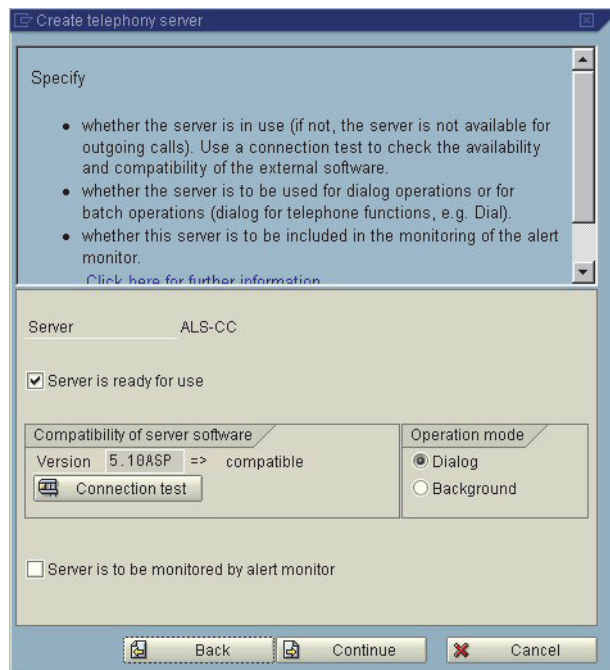 Create telephony server
Specify
• whether the server is in use (if not, the server is not available for
outgoing calls). Use a connection test to check the availability
and compatibility of the external software.
• whether the server is to be used for dialog operations or for
batch operations (dialog for telephone functions, e.g. Dial).
• whether this server is to be included in the monitoring of the alert
monitor.
Click here for further information
Server ALS-CC
Server is ready for use
Compatibility of server software
Version 5.10ASP => compatible
Connection test
Operation mode
Dialog
Background
Server is to be monitored by alert monitor
Back Continue Cancel